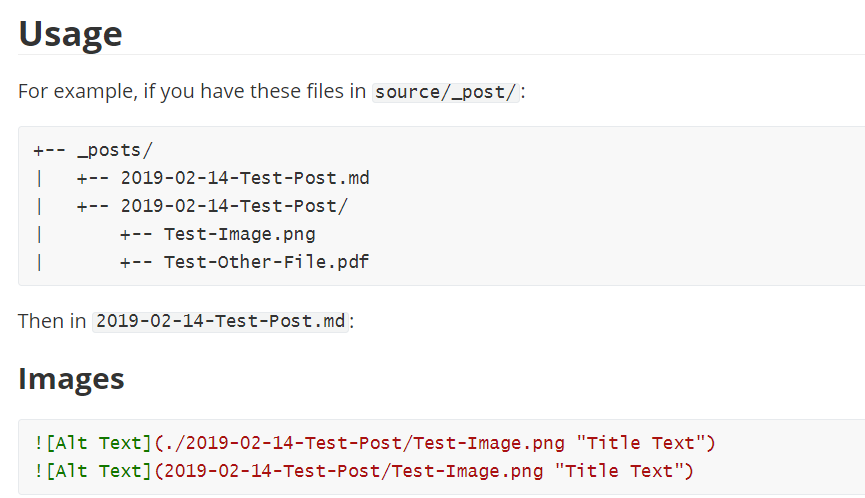 Usage
For example, if you have these files in source/_post/:
+-- _posts/
|   +-- 2019-02-14-Test-Post.md
|   +-- 2019-02-14-Test-Post/
|       +-- Test-Image.png
|       +-- Test-Other-File.pdf
Then in 2019-02-14-Test-Post.md:
Images
![Alt Text](./2019-02-14-Test-Post/Test-Image.png "Title Text")
![Alt Text](2019-02-14-Test-Post/Test-Image.png "Title Text")